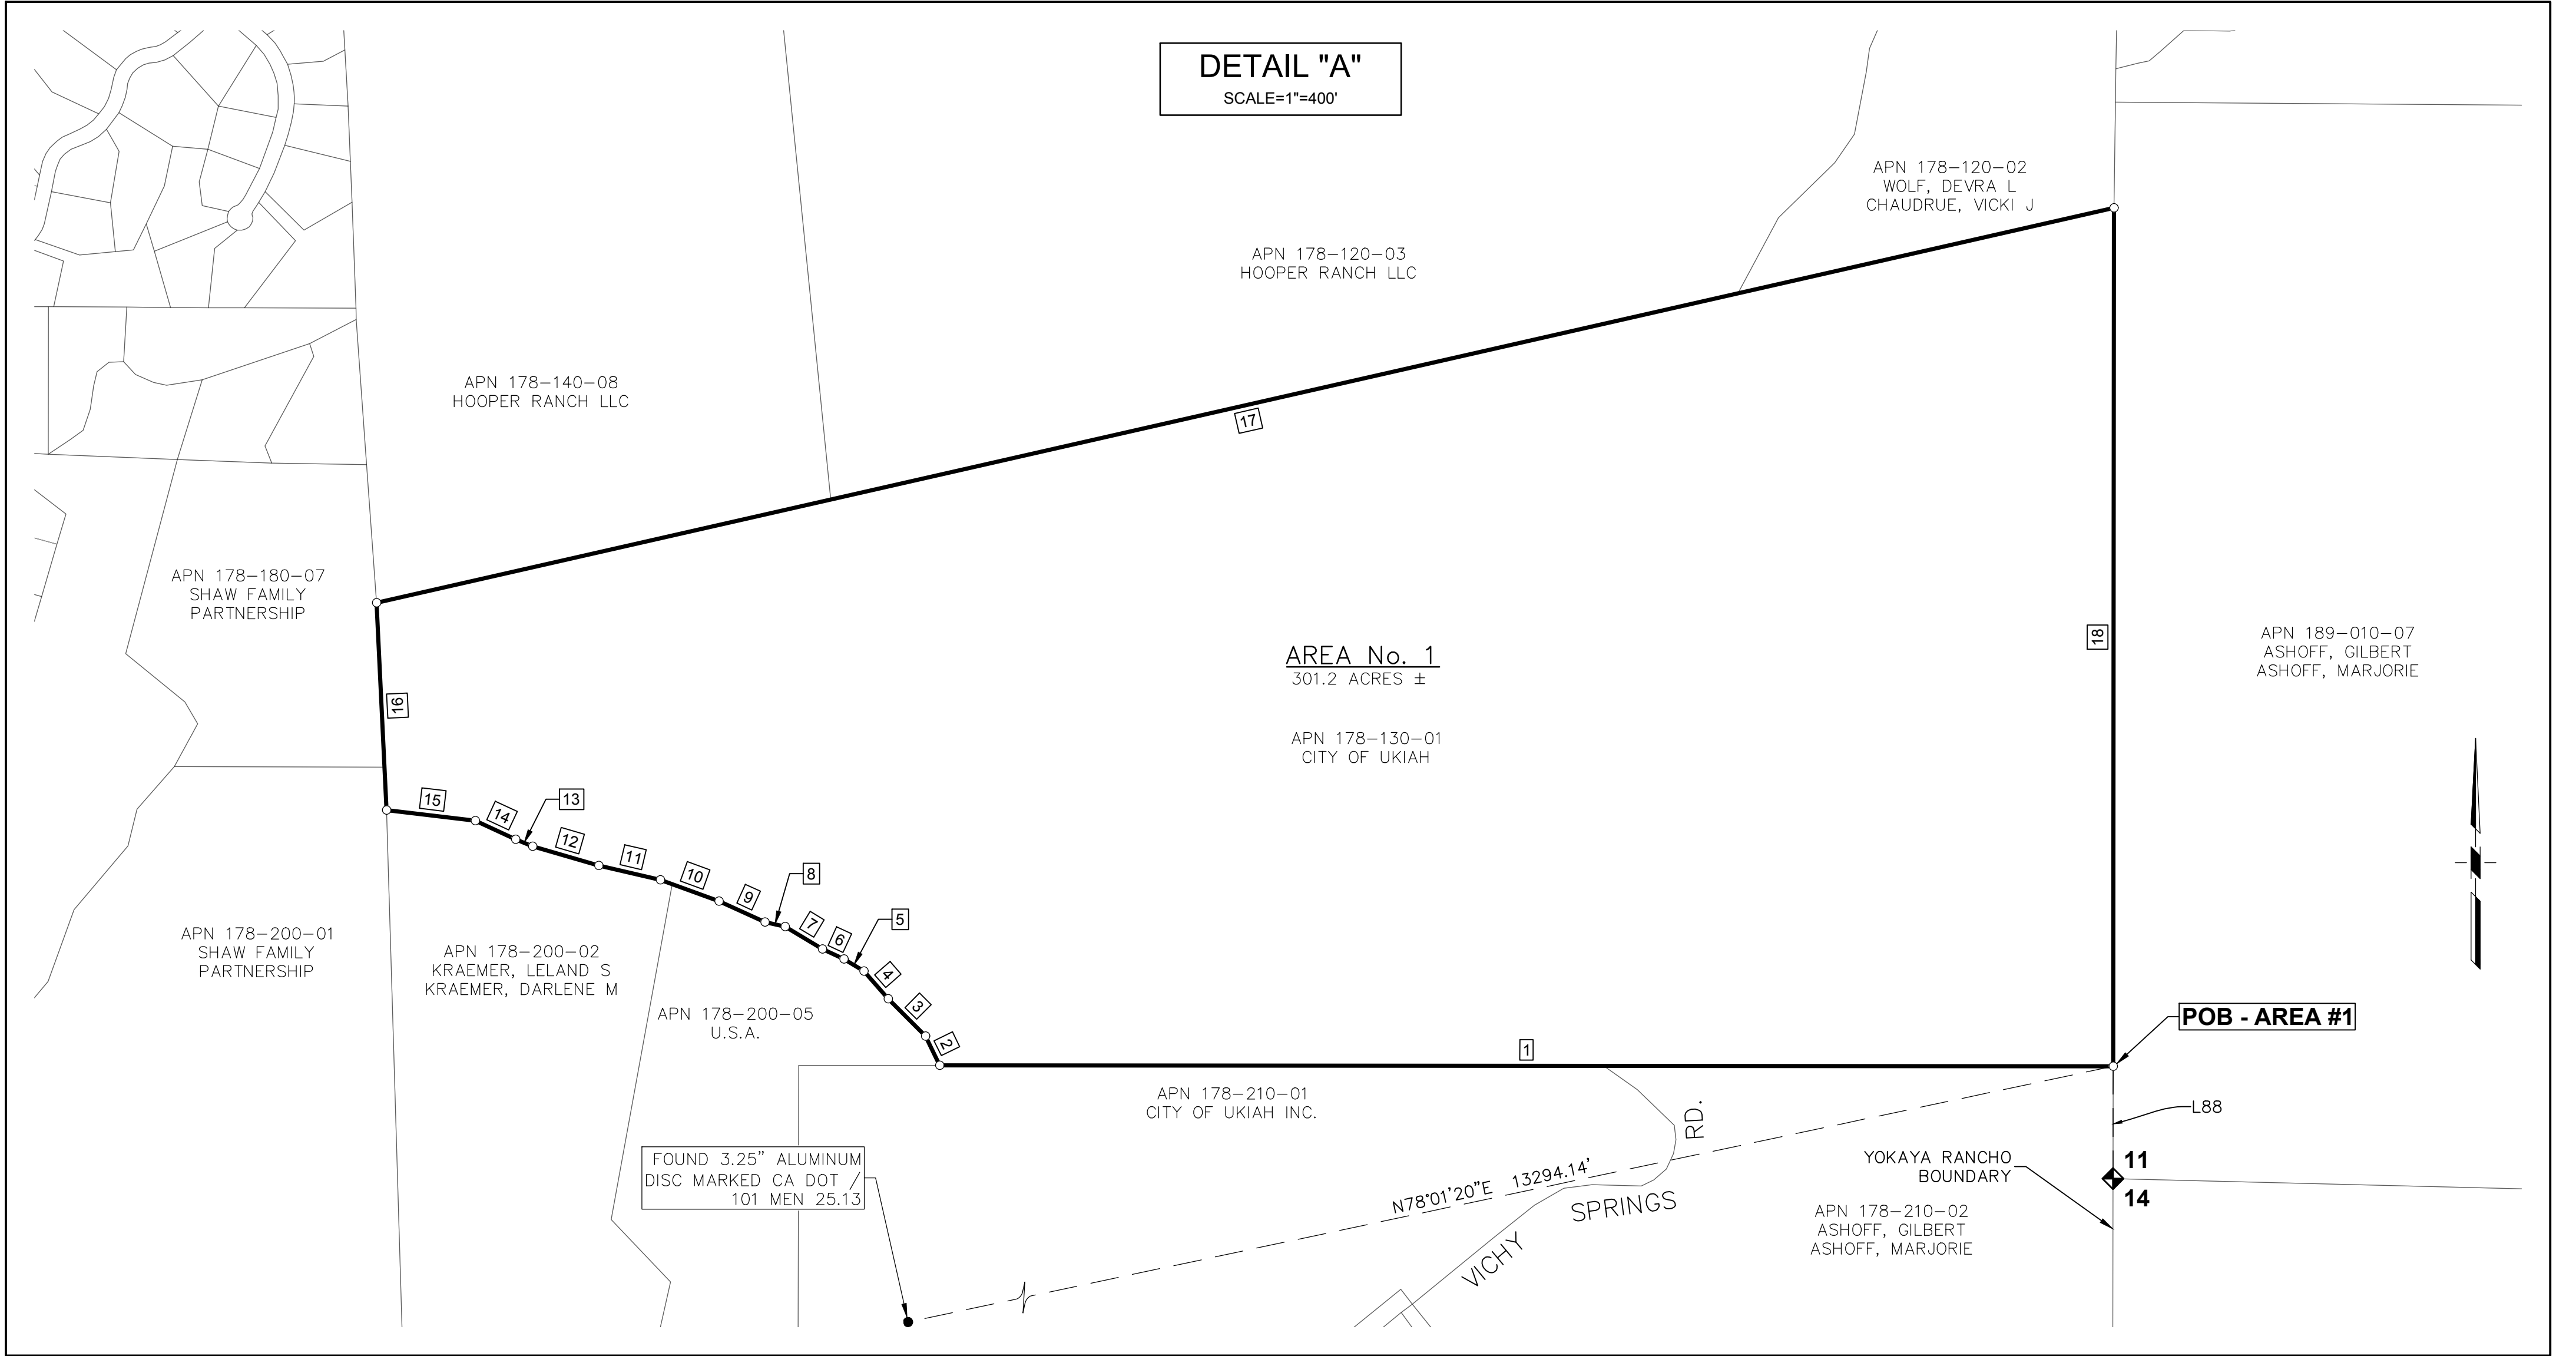 DETAIL "A"
SCALE=1"=400'
APN 178-120-02
WOLF, DEVRA L
CHAUDRUE, VICKI J
APN 178-120-03
HOOPER RANCH LLC
APN 178-140-08
HOOPER RANCH LLC
17
APN 178-180-07
SHAW FAMILY
PARTNERSHIP
18
APN 189-010-07
ASHOFF, GILBERT
ASHOFF, MARJORIE
AREA No. 1
301.2 ACRES ±
16
APN 178-130-01
CITY OF UKIAH
15
14
13
12
11
10
9
8
7
6
5
4
3
2
1
N
APN 178-200-01
SHAW FAMILY
PARTNERSHIP
APN 178-200-02
KRAEMER, LELAND S
KRAEMER, DARLENE M
APN 178-200-05
U.S.A.
POB - AREA #1
APN 178-210-01
CITY OF UKIAH INC.
L88
FOUND 3.25” ALUMINUM
DISC MARKED CA DOT /
101 MEN 25.13
N78°01'20"E 13294.14'
VICHY
SPRINGS
RD.
YOKAYA RANCHO
BOUNDARY
11
14
APN 178-210-02
ASHOFF, GILBERT
ASHOFF, MARJORIE